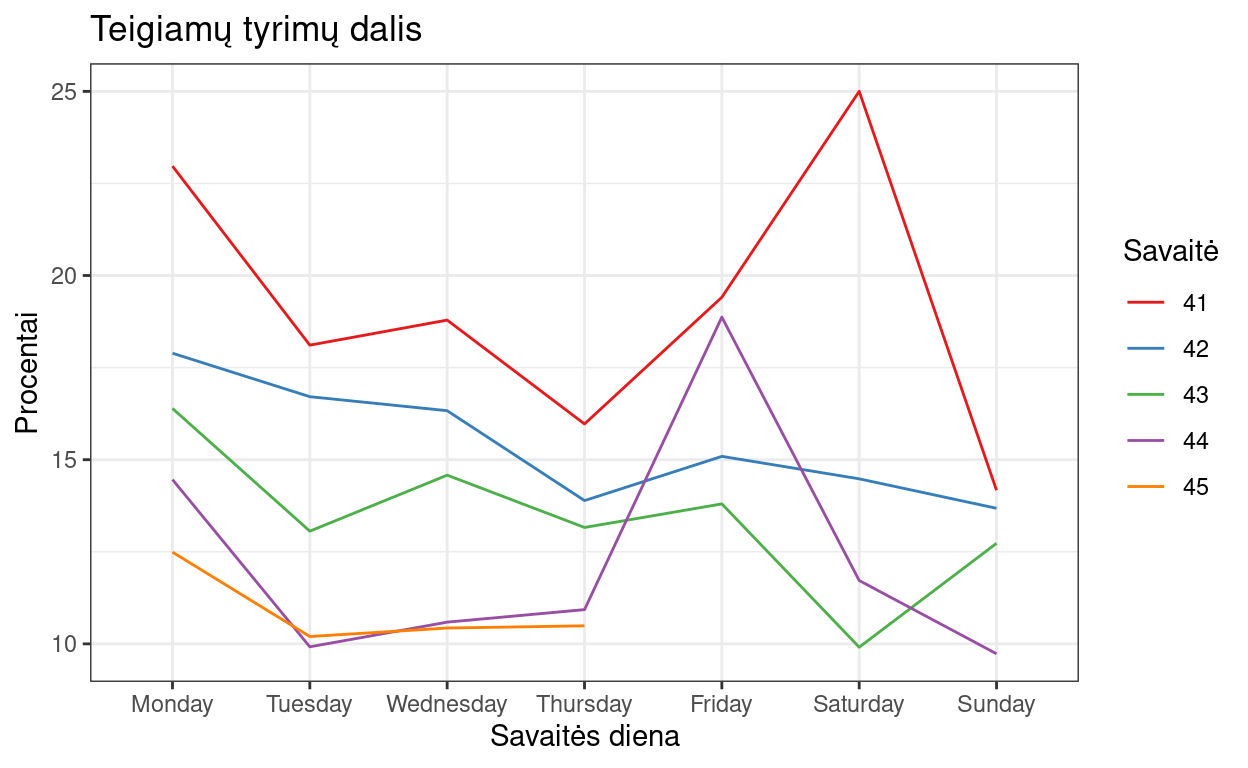 Teigiamų tyrimų dalis
Procentai
25
20
15
10
Monday Tuesday Wednesday Thursday Friday Saturday Sunday
Savaitės diena
Savaitė
41
42
43
44
45